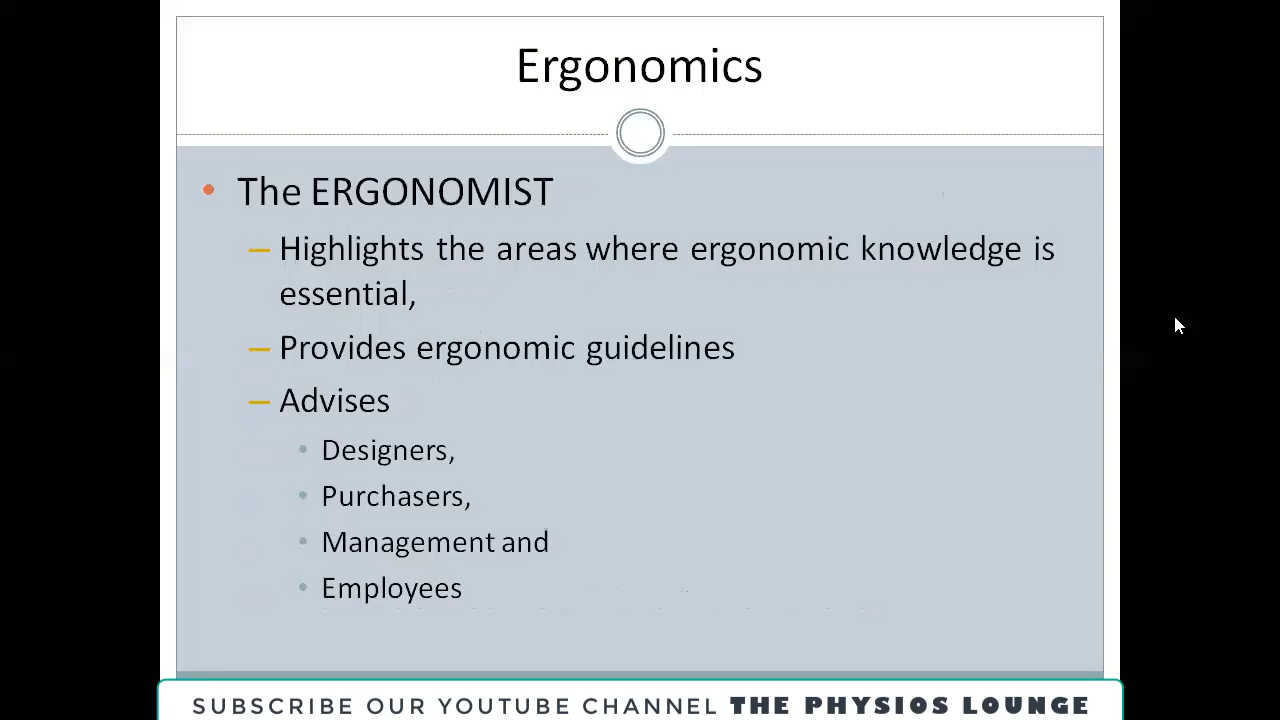 Ergonomics
• The ERGONOMIST
– Highlights the areas where ergonomic knowledge is
essential,
– Provides ergonomic guidelines
– Advises
• Designers,
• Purchasers,
• Management and
• Employees
SUBSCRIBE OUR YOUTUBE CHANNEL THE PHYSIOS LOUNGE